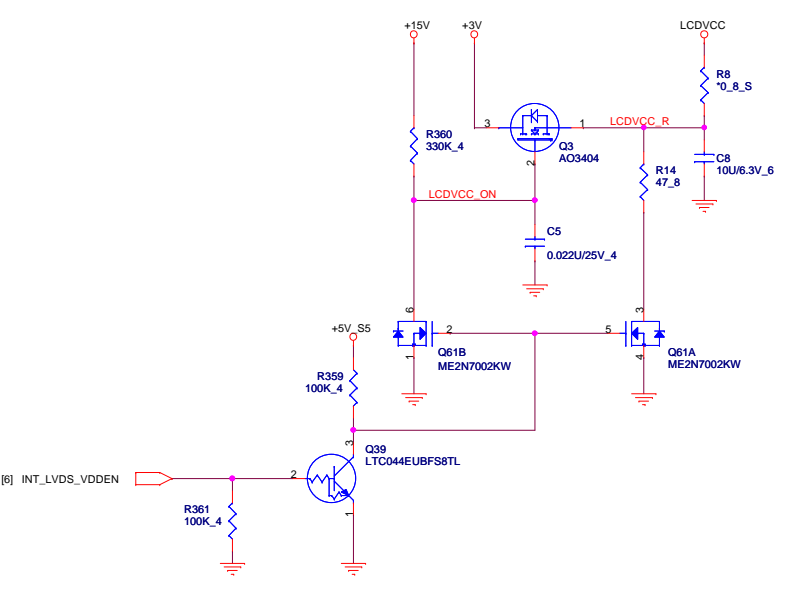 +15V
+3V
LCDVCC
R8
*0_8_S
3
1
LCDVCC_R
R360
330K_4
Q3
AO3404
2
C8
10U/6.3V_6
R14
47_8
LCDVCC_ON
C5
0.022U/25V_4
6
3
+5V_S5
2
5
1
4
Q61B
ME2N7002KW
Q61A
ME2N7002KW
R359
100K_4
3
Q39
LTC044EUBFS8TL
[6] INT_LVDS_VDDEN
2
R361
100K_4
1